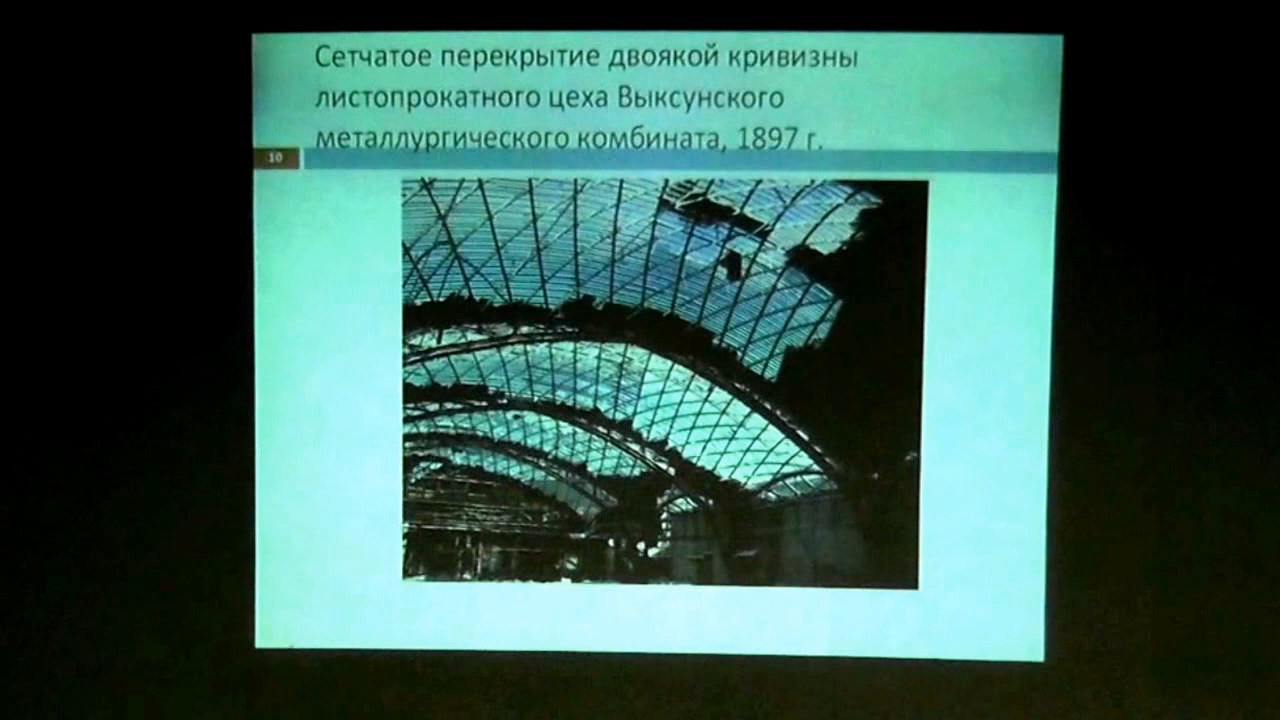 Сетчатое перекрытие двоякой кривизны
листопрокатного цеха Выксунского
металлургического комбината, 1897 г.
10